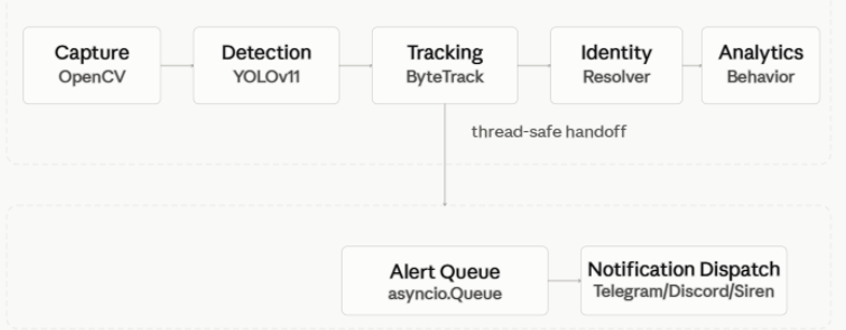 Capture
OpenCV
Detection
YOLOv11
Tracking
ByteTrack
Identity
Resolver
Analytics
Behavior
thread-safe handoff
Alert Queue
asyncio.Queue
Notification Dispatch
Telegram/Discord/Siren